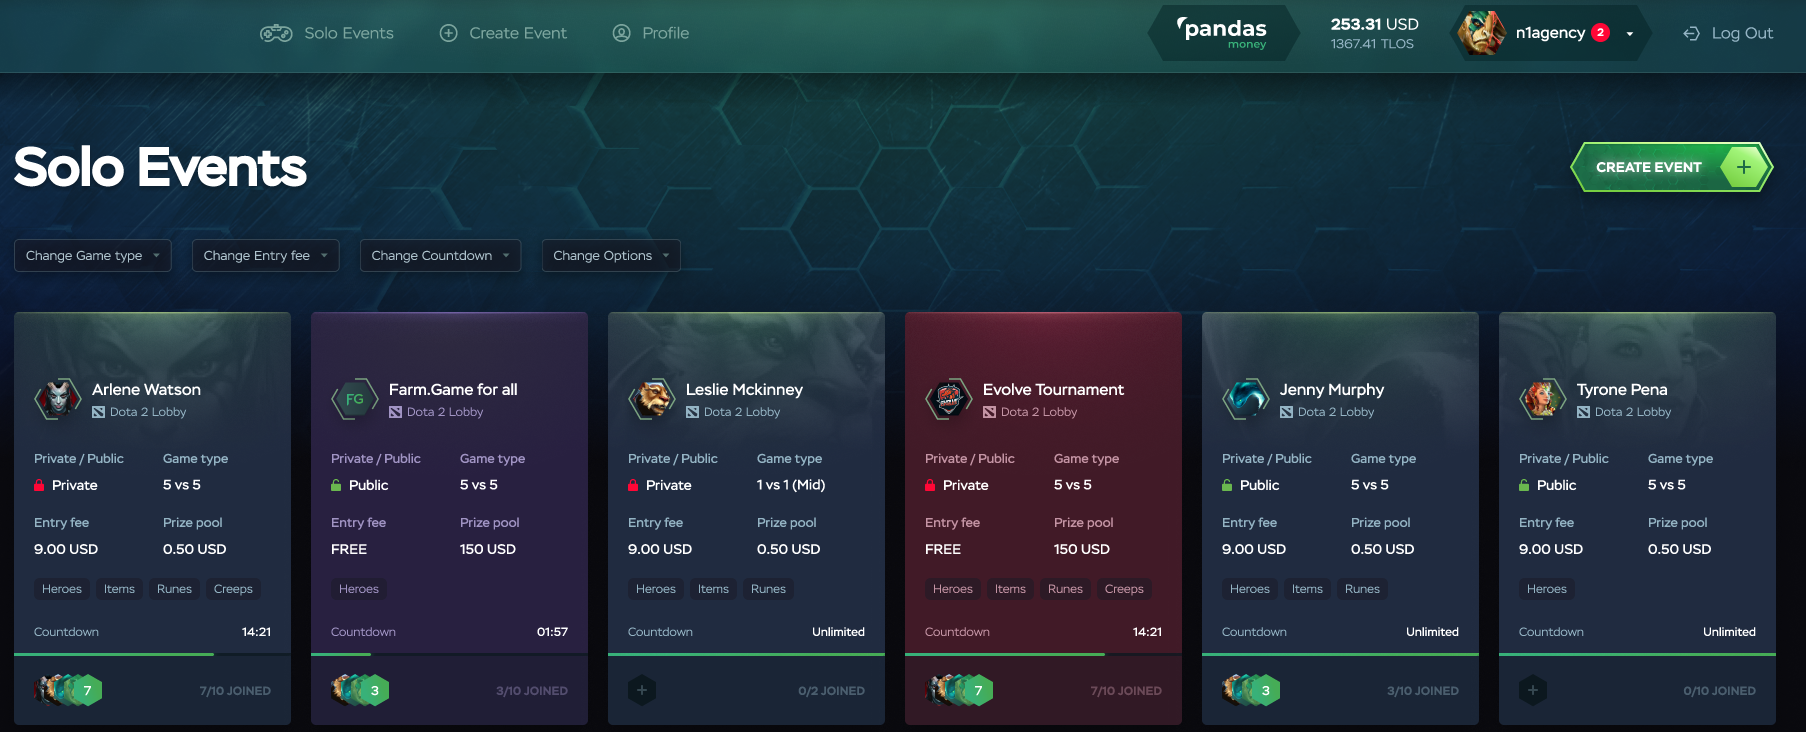 Solo Events
Create Event
Profile
pandas
money
253.31 USD
1367.41 TLOS
n1agency 2
Log Out
Solo Events
CREATE EVENT +
Change Game type
Change Entry fee
Change Countdown
Change Options
Arlene Watson
Dota 2 Lobby
Private / Public Game type
Private 5 vs 5
Entry fee Prize pool
9.00 USD 0.50 USD
Heroes Items Runes Creeps
Countdown 14:21
7 7/10 JOINED
FG
Farm.Game for all
Dota 2 Lobby
Private / Public Game type
Public 5 vs 5
Entry fee Prize pool
FREE 150 USD
Heroes
Countdown 01:57
3 3/10 JOINED
Leslie Mckinney
Dota 2 Lobby
Private / Public Game type
Private 1 vs 1 (Mid)
Entry fee Prize pool
9.00 USD 0.50 USD
Heroes Items Runes
Countdown Unlimited
+ 0/2 JOINED
Evolve Tournament
Dota 2 Lobby
Private / Public Game type
Private 5 vs 5
Entry fee Prize pool
FREE 150 USD
Heroes Items Runes Creeps
Countdown 14:21
7 7/10 JOINED
Jenny Murphy
Dota 2 Lobby
Private / Public Game type
Public 5 vs 5
Entry fee Prize pool
9.00 USD 0.50 USD
Heroes Items Runes
Countdown Unlimited
3 3/10 JOINED
Tyrone Pena
Dota 2 Lobby
Private / Public Game type
Public 5 vs 5
Entry fee Prize pool
9.00 USD 0.50 USD
Heroes
Countdown Unlimited
+ 0/10 JOINED